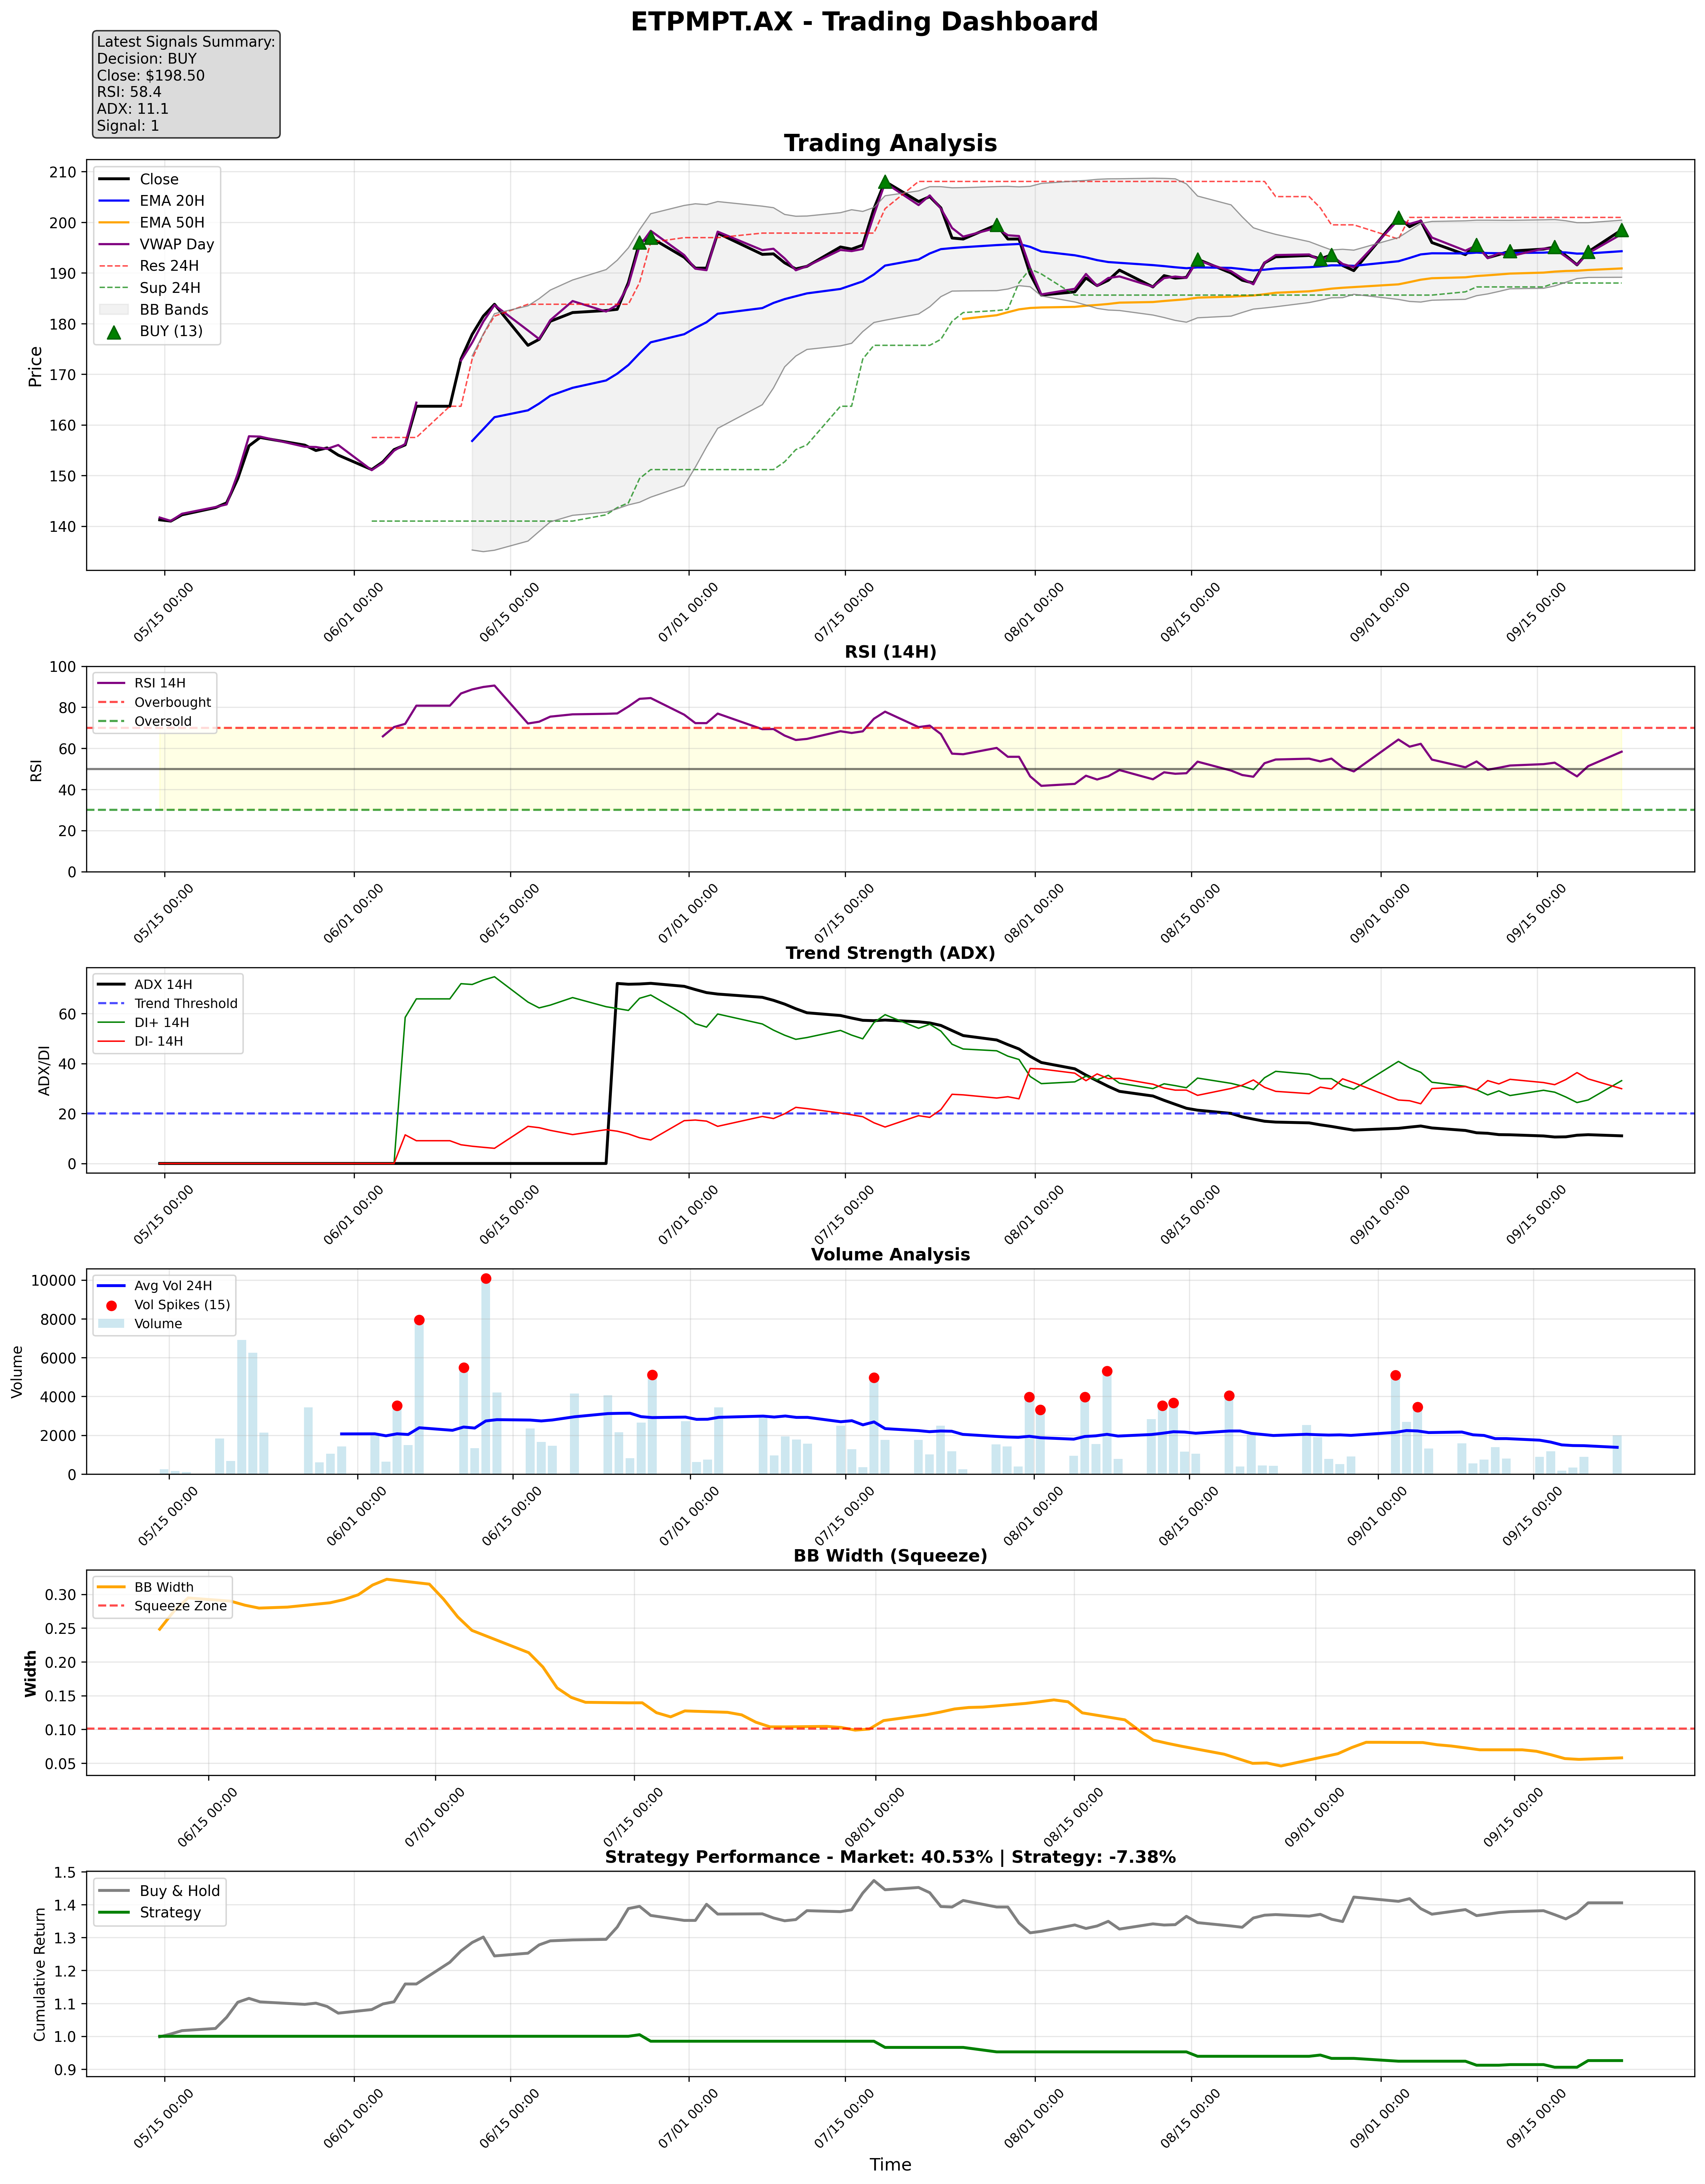 ETPMPT.AX - Trading Dashboard
Latest Signals Summary:
Decision: BUY
Close: $198.50
RSI: 58.4
ADX: 11.1
Signal: 1
Trading Analysis
Close
EMA 20H
EMA 50H
VWAP Day
Res 24H
Sup 24H
BB Bands
BUY (13)
Price
210
200
190
180
170
160
150
140
05/15 00:00
06/01 00:00
06/15 00:00
07/01 00:00
07/15 00:00
08/01 00:00
08/15 00:00
09/01 00:00
09/15 00:00
RSI (14H)
RSI 14H
Overbought
Oversold
RSI
100
80
60
40
20
0
05/15 00:00
06/01 00:00
06/15 00:00
07/01 00:00
07/15 00:00
08/01 00:00
08/15 00:00
09/01 00:00
09/15 00:00
Trend Strength (ADX)
ADX 14H
Trend Threshold
DI+ 14H
DI- 14H
ADX/DI
60
40
20
0
05/15 00:00
06/01 00:00
06/15 00:00
07/01 00:00
07/15 00:00
08/01 00:00
08/15 00:00
09/01 00:00
09/15 00:00
Volume Analysis
Avg Vol 24H
Vol Spikes (15)
Volume
Volume
10000
8000
6000
4000
2000
0
05/15 00:00
06/01 00:00
06/15 00:00
07/01 00:00
07/15 00:00
08/01 00:00
08/15 00:00
09/01 00:00
09/15 00:00
BB Width (Squeeze)
BB Width
Squeeze Zone
Width
0.30
0.25
0.20
0.15
0.10
0.05
06/15 00:00
07/01 00:00
07/15 00:00
08/01 00:00
08/15 00:00
09/01 00:00
09/15 00:00
Strategy Performance - Market: 40.53% | Strategy: -7.38%
Buy & Hold
Strategy
Cumulative Return
1.5
1.4
1.3
1.2
1.1
1.0
0.9
05/15 00:00
06/01 00:00
06/15 00:00
07/01 00:00
07/15 00:00
08/01 00:00
08/15 00:00
09/01 00:00
09/15 00:00
Time